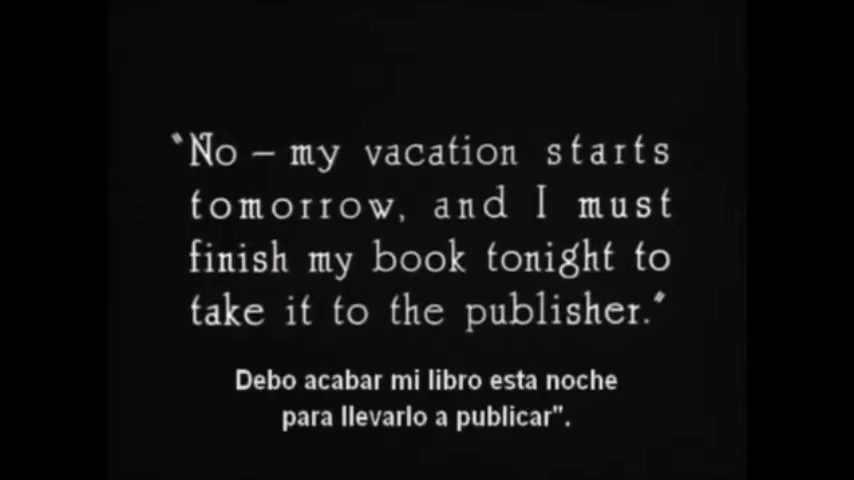 "No — my vacation starts
tomorrow, and I must
finish my book tonight to
take it to the publisher."
Debo acabar mi libro esta noche
para llevarlo a publicar".